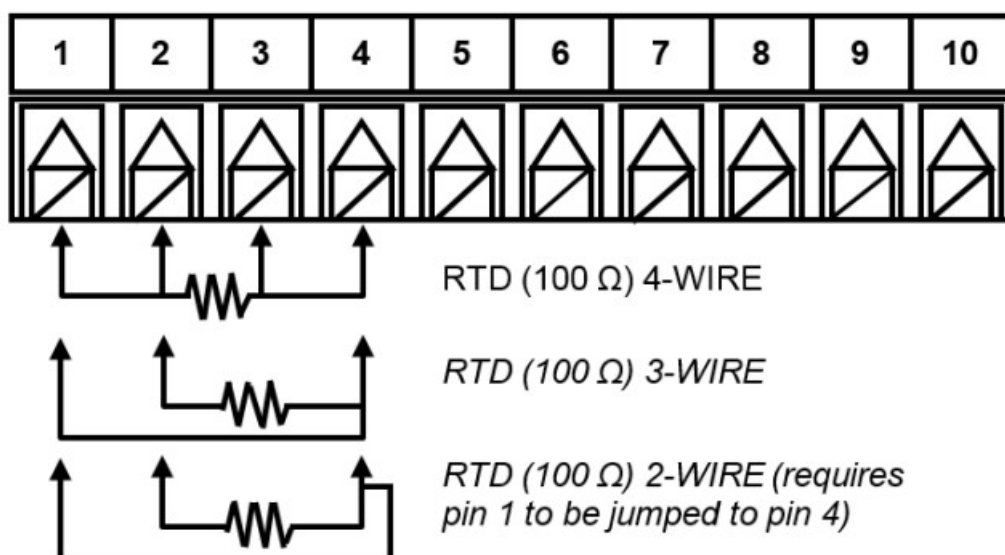 1 2 3 4 5 6 7 8 9 10
RTD (100 Ω) 4-WIRE
RTD (100 Ω) 3-WIRE
RTD (100 Ω) 2-WIRE (requires
pin 1 to be jumped to pin 4)